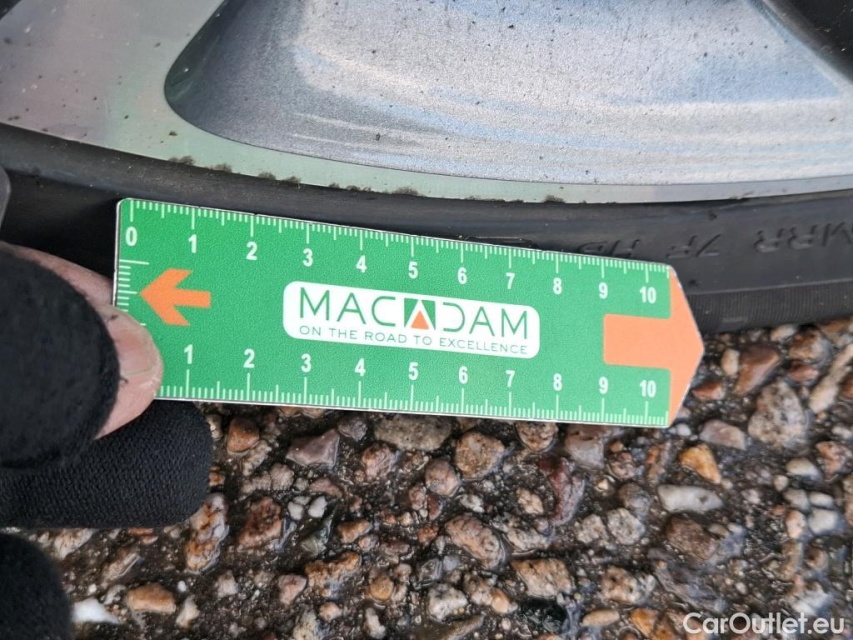 0 1 2 3 4 5 6 7 8 9 10
MACADAM
ON THE ROAD TO EXCELLENCE
1 2 3 4 5 6 7 8 9 10
CarOutlet.eu